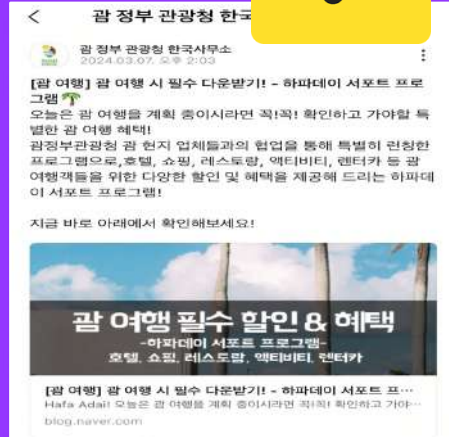 괌 정부 관광청 한국
괌 정부 관광청 한국사무소
2024.03.07. 오후 2:03
[괌 여행] 괌 여행 시 필수 다운받기! - 하파데이 서포트 프로
그램🌴
오늘은 괌 여행을 계획 중이시라면 꼭!꼭! 확인하고 가야할 특
별한 괌 여행 혜택!
괌정부관광청 괌 현지 업체들과의 협업을 통해 특별히 런칭한
프로그램으로,호텔, 쇼핑, 레스토랑, 액티비티, 렌터카 등 괌
여행객들을 위한 다양한 할인 및 혜택을 제공해 드리는 하파데
이 서포트 프로그램!
지금 바로 아래에서 확인해보세요!
괌 여행 필수 할인 & 혜택
-하파데이 서포트 프로그램-
호텔, 쇼핑, 레스토랑, 액티비티, 렌터카
[괌 여행] 괌 여행 시 필수 다운받기! - 하파데이 서포트 프…
Hafa Adai! 오늘은 괌 여행을 계획 중이시라면 꼭!꼭! 확인하고 가야…
blog.naver.com